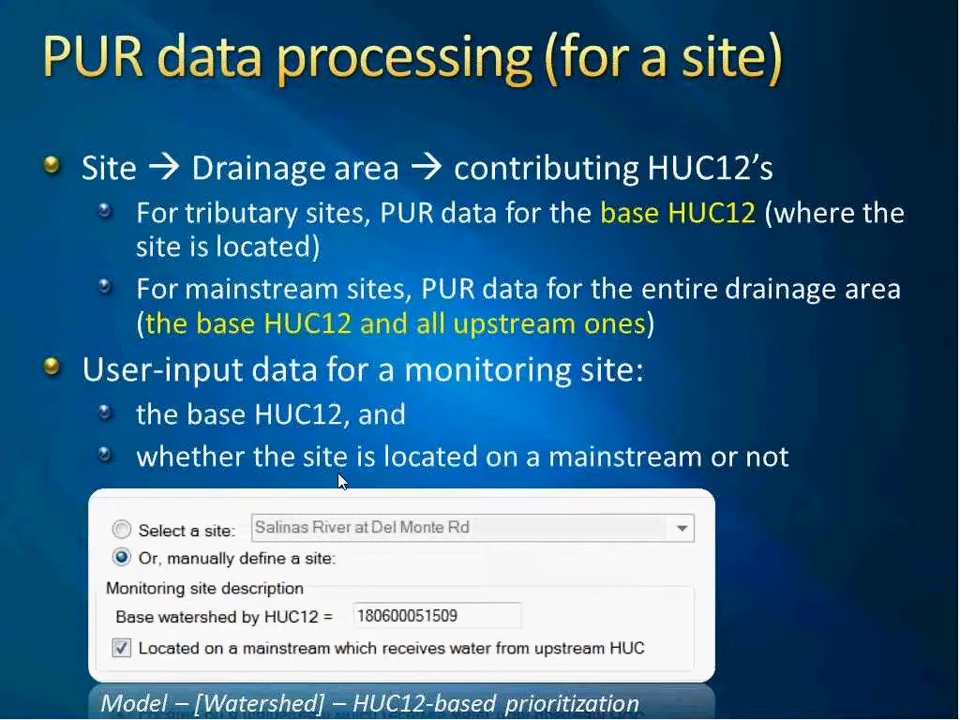 PUR data processing (for a site)
Site → Drainage area → contributing HUC12's
For tributary sites, PUR data for the base HUC12 (where the
site is located)
For mainstream sites, PUR data for the entire drainage area
(the base HUC12 and all upstream ones)
User-input data for a monitoring site:
the base HUC12, and
whether the site is located on a mainstream or not
Select a site: Salinas River at Del Monte Rd
Or, manually define a site:
Monitoring site description
Base watershed by HUC12 = 180600051509
Located on a mainstream which receives water from upstream HUC
Model – [Watershed] – HUC12-based prioritization